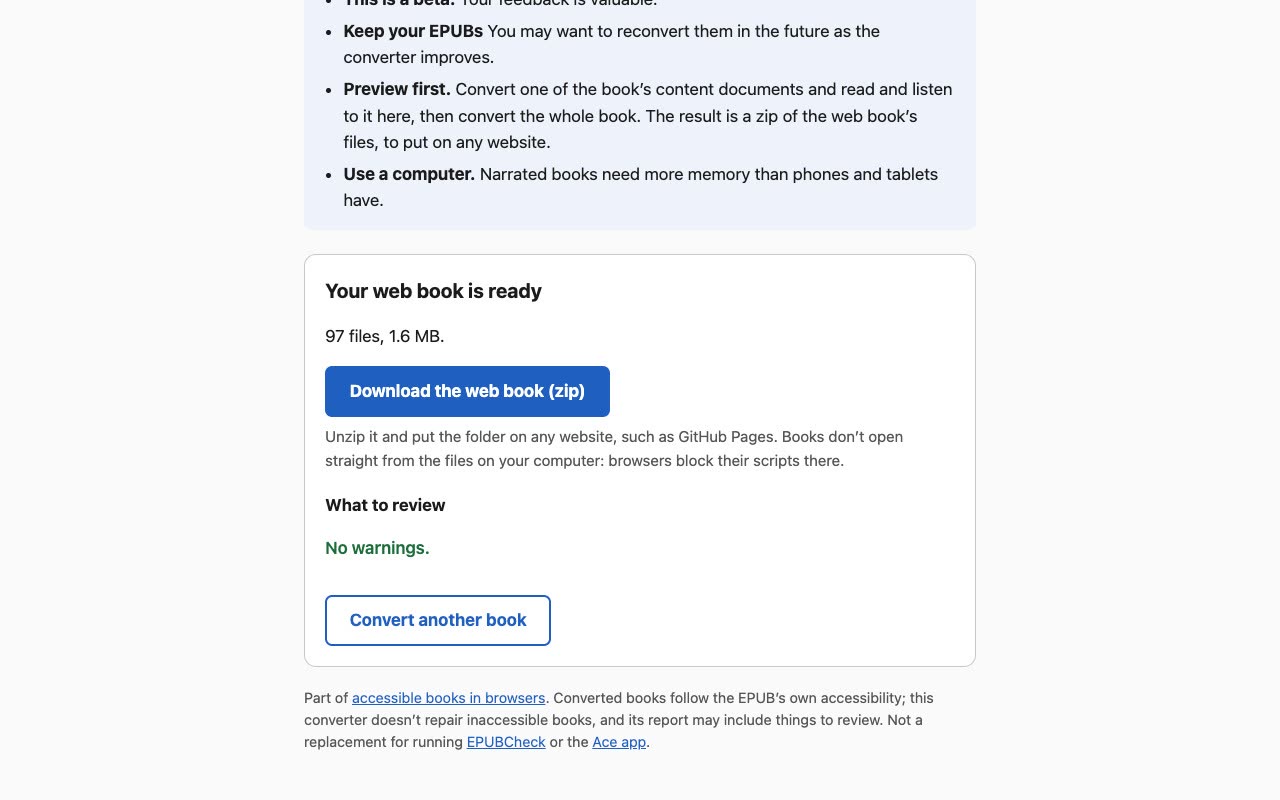 This is a beta. Your feedback is valuable.
Keep your EPUBs You may want to reconvert them in the future as the
converter improves.
Preview first. Convert one of the book’s content documents and read and listen
to it here, then convert the whole book. The result is a zip of the web book’s
files, to put on any website.
Use a computer. Narrated books need more memory than phones and tablets
have.
Your web book is ready
97 files, 1.6 MB.
Download the web book (zip)
Unzip it and put the folder on any website, such as GitHub Pages. Books don’t open
straight from the files on your computer: browsers block their scripts there.
What to review
No warnings.
Convert another book
Part of accessible books in browsers. Converted books follow the EPUB’s own accessibility; this
converter doesn’t repair inaccessible books, and its report may include things to review. Not a
replacement for running EPUBCheck or the Ace app.